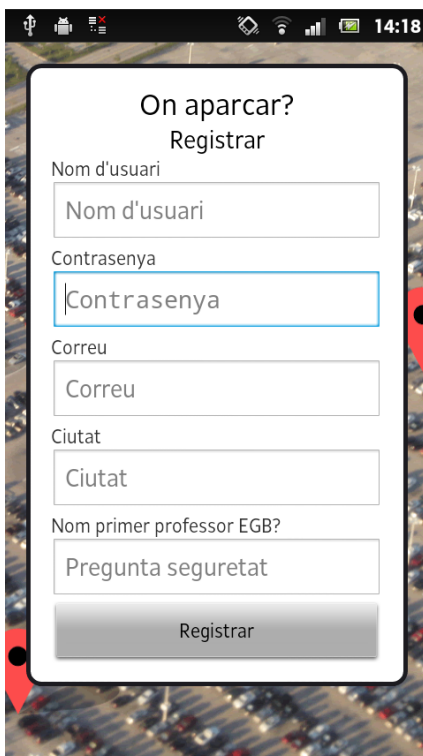 14:18
On aparcar?
Registrar
Nom d'usuari
Nom d'usuari
Contrasenya
Contrasenya
Correu
Correu
Ciutat
Ciutat
Nom primer professor EGB?
Pregunta seguretat
Registrar